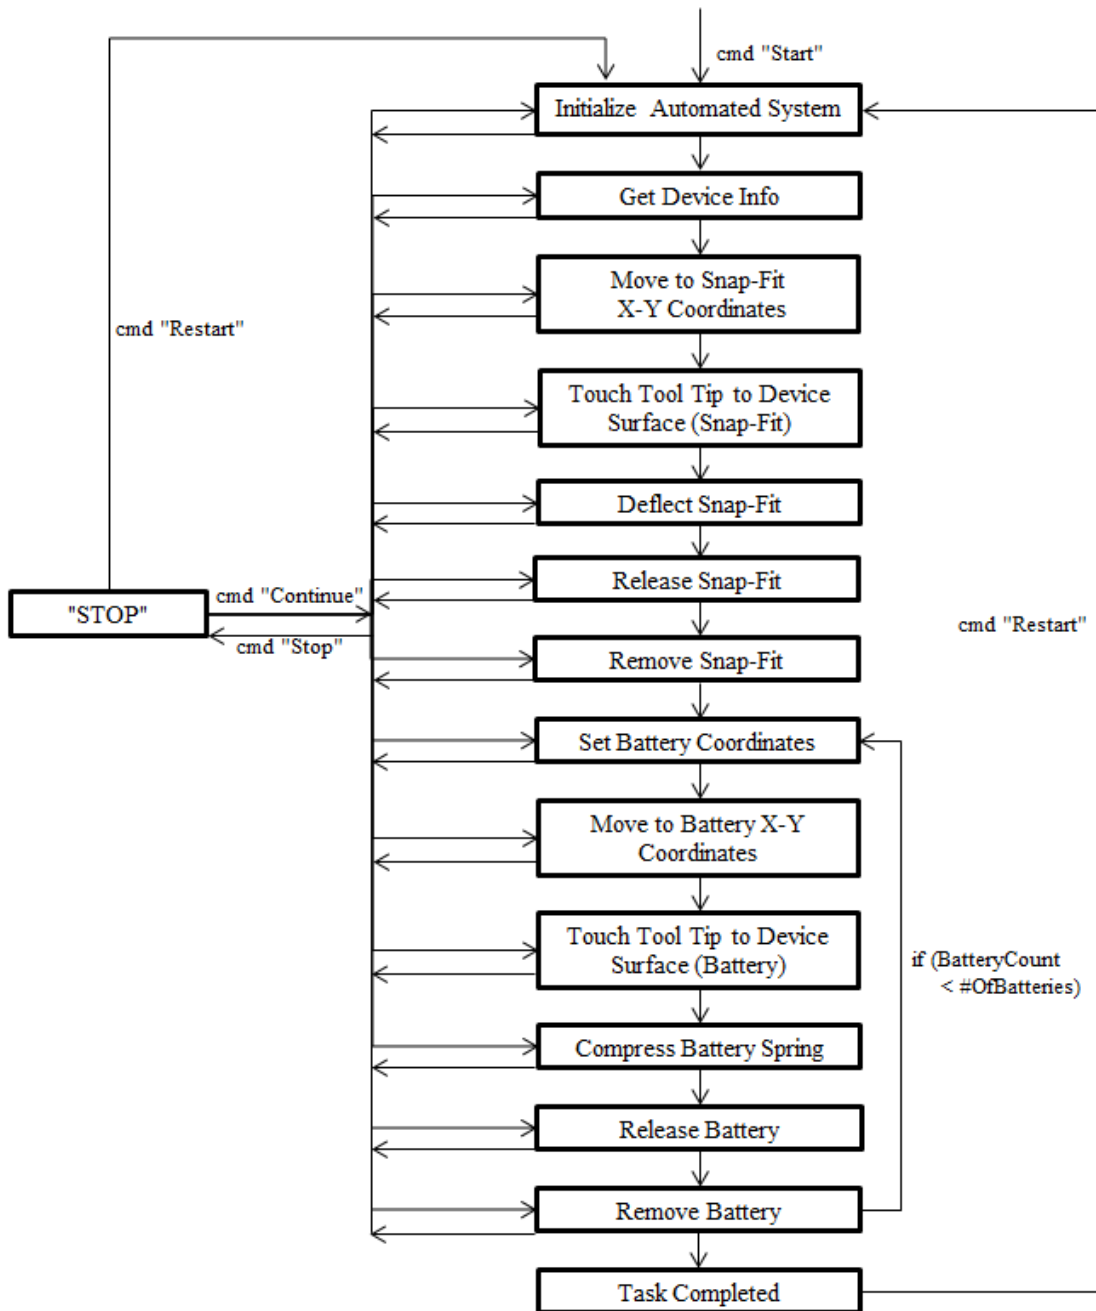 cmd "Start"
Initialize Automated System
Get Device Info
Move to Snap-Fit
X-Y Coordinates
cmd "Restart"
Touch Tool Tip to Device
Surface (Snap-Fit)
Deflect Snap-Fit
Release Snap-Fit
cmd "Continue"
"STOP"
cmd "Stop"
cmd "Restart"
Remove Snap-Fit
Set Battery Coordinates
Move to Battery X-Y
Coordinates
Touch Tool Tip to Device
Surface (Battery)
if (BatteryCount
< #OfBatteries)
Compress Battery Spring
Release Battery
Remove Battery
Task Completed